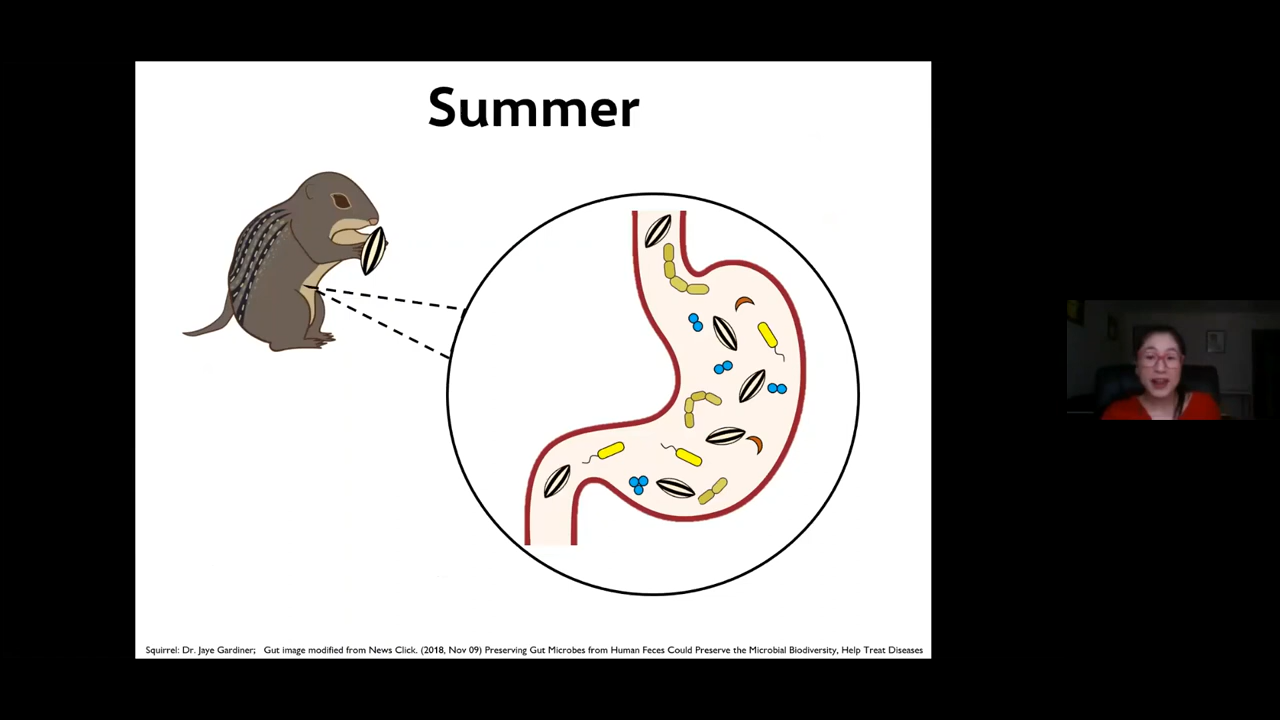 Summer
Squirrel: Dr. Jaye Gardiner; Gut image modified from News Click. (2018, Nov 09) Preserving Gut Microbes from Human Feces Could Preserve the Microbial Biodiversity, Help Treat Diseases